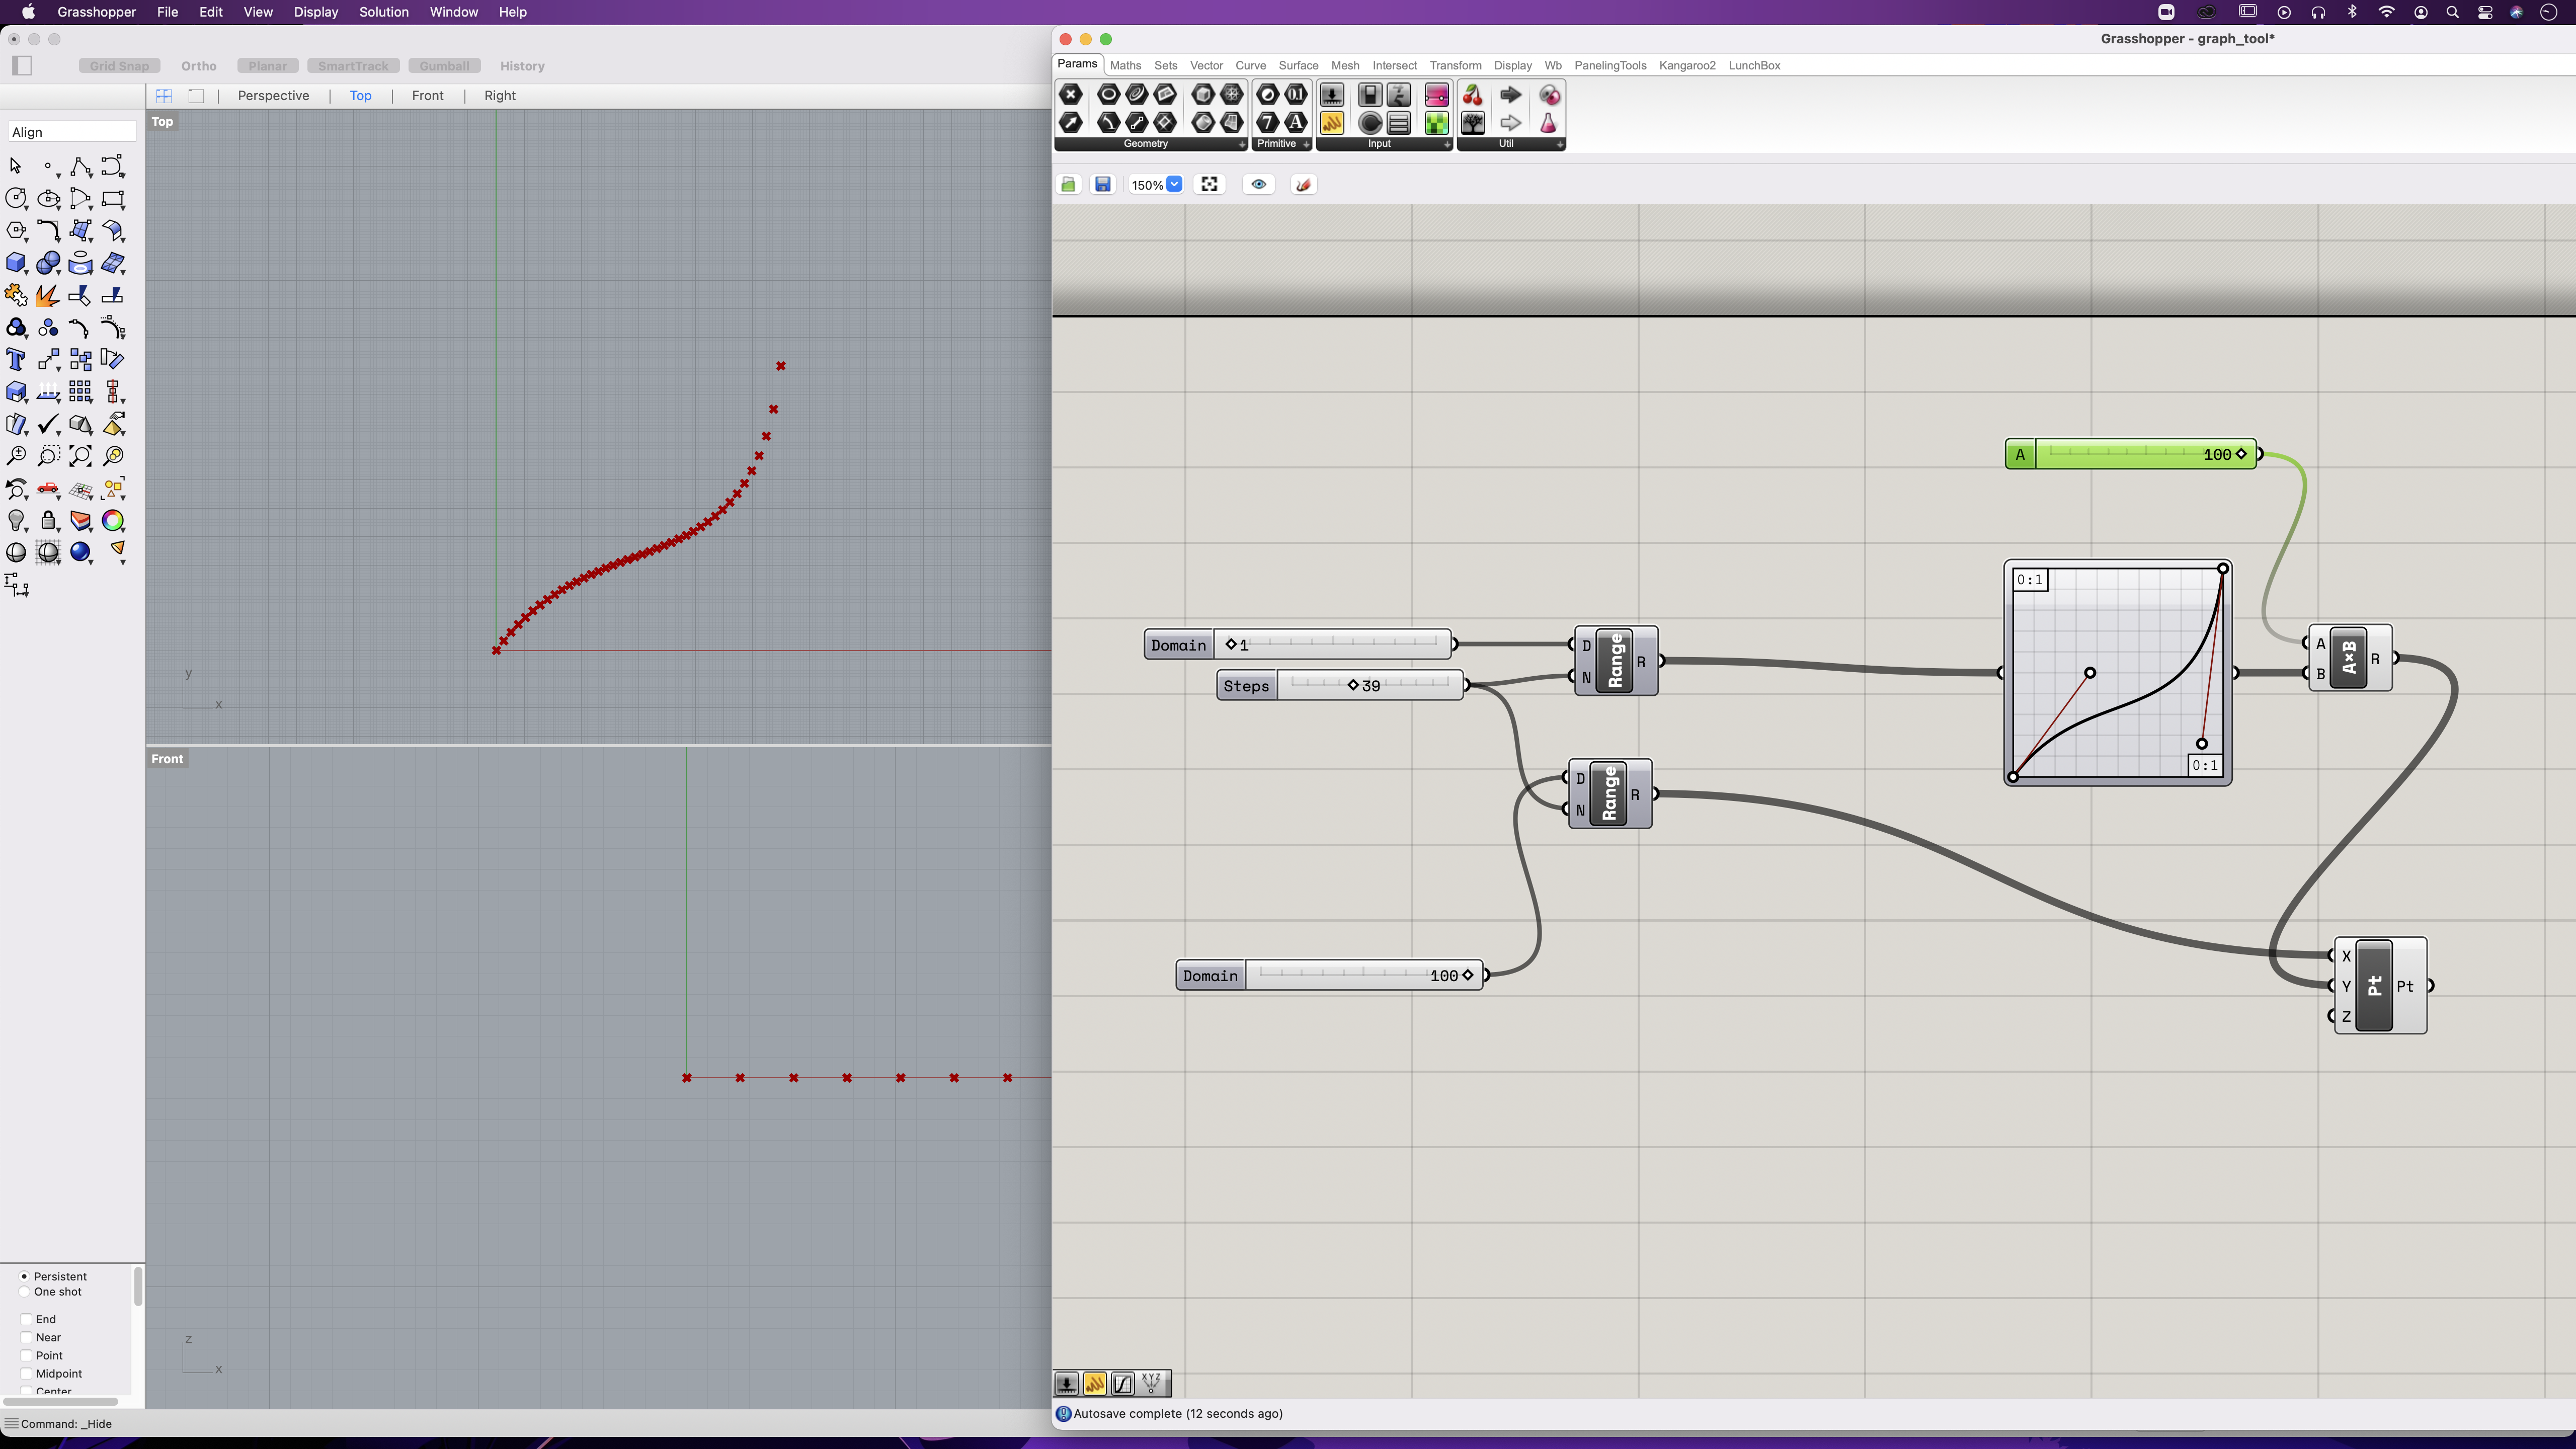 Grasshopper File Edit View Display Solution Window Help
Grasshopper - graph_tool*
Grid Snap Ortho Planar SmartTrack Gumball History
Params Maths Sets Vector Curve Surface Mesh Intersect Transform Display Wb PanelingTools Kangaroo2 LunchBox
Perspective Top Front Right
Geometry Primitive Input Util
Align
Top
150%
A 100
0:1
Domain 1
D N Range R
Steps 39
A B A×B R
0:1
D N Range R
y
x
Front
Domain 100
X Y Z Pt Pt
z
x
Persistent
One shot
End
Near
Point
Midpoint
Center
XYZ
Autosave complete (12 seconds ago)
Command: _Hide